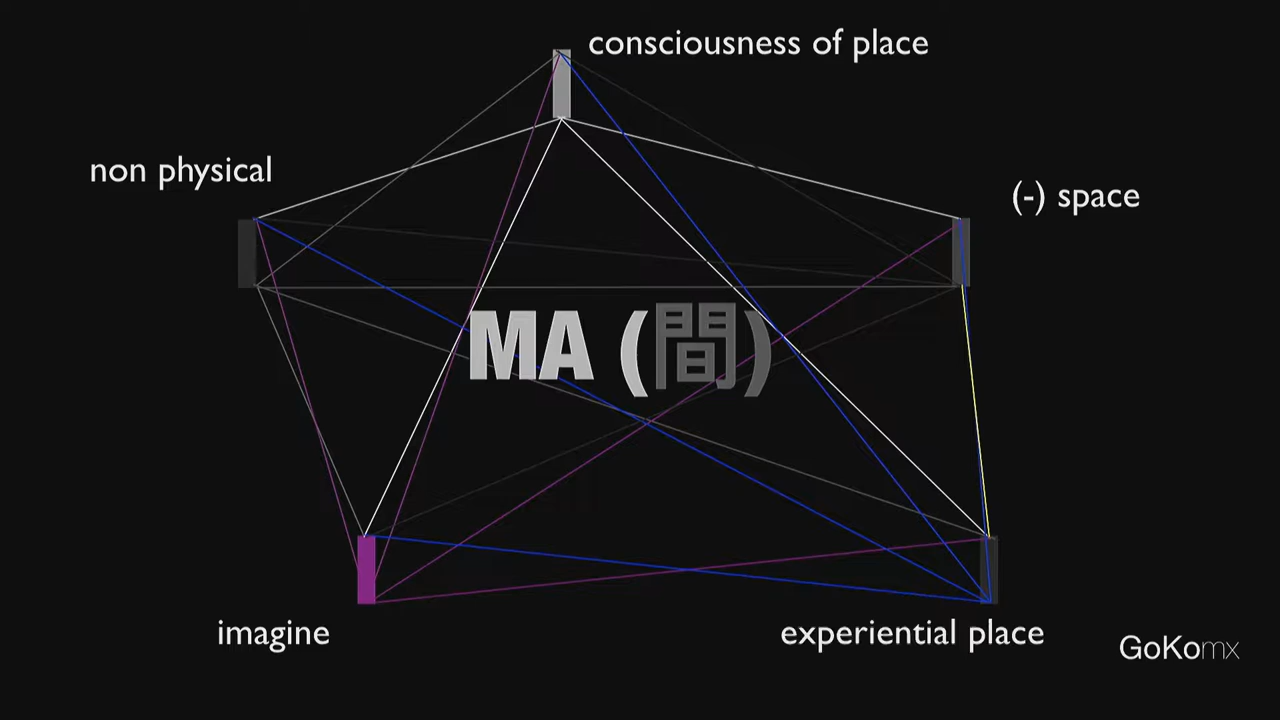 consciousness of place
non physical
(-) space
MA (間)
imagine
experiential place
GoKomx